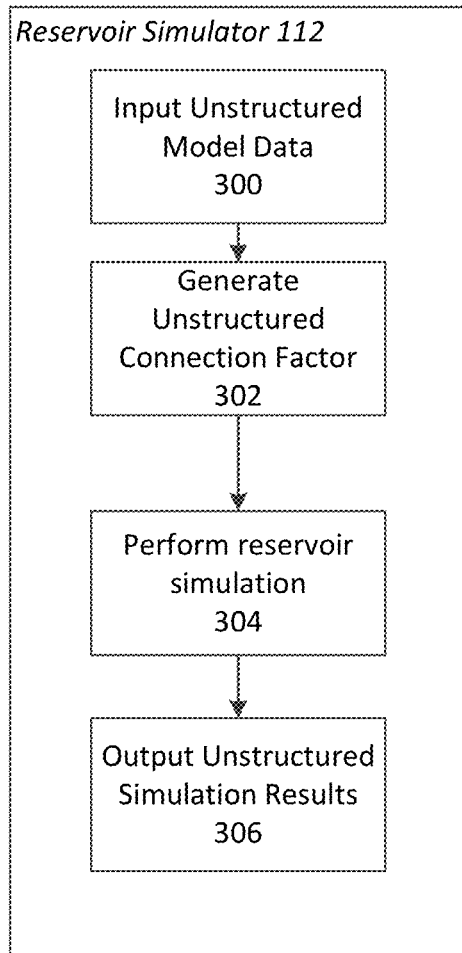 Reservoir Simulator 112
Input Unstructured
Model Data
300
Generate
Unstructured
Connection Factor
302
Perform reservoir
simulation
304
Output Unstructured
Simulation Results
306